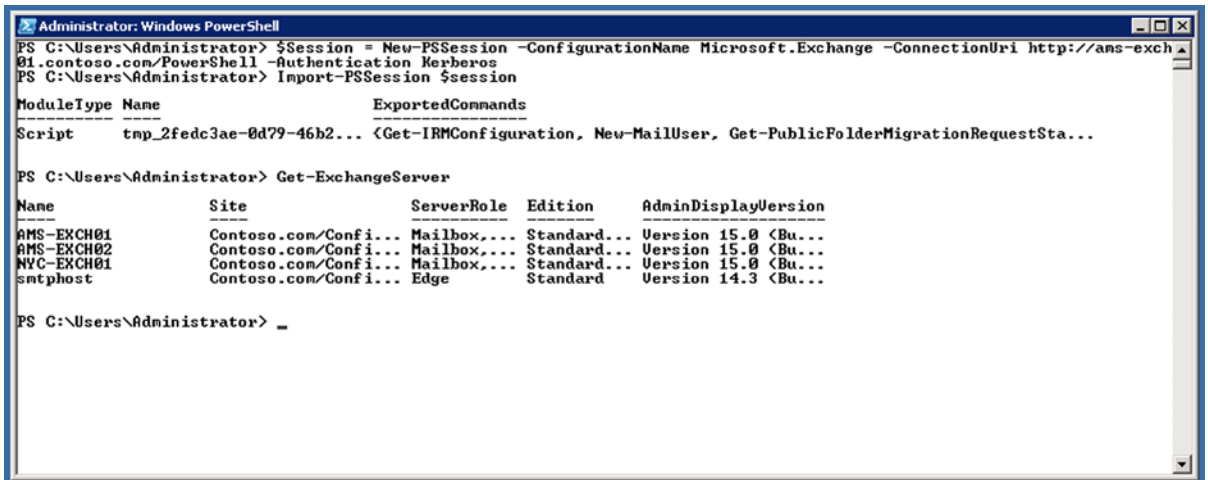 Administrator: Windows PowerShell
PS C:\Users\Administrator> $Session = New-PSSession -ConfigurationName Microsoft.Exchange -ConnectionUri http://ams-exch
01.contoso.com/PowerShell -Authentication Kerberos
PS C:\Users\Administrator> Import-PSSession $session
ModuleType Name ExportedCommands
---------- ---- ----------------
Script tmp_2fedc3ae-0d79-46b2... {Get-IRMConfiguration, New-MailUser, Get-PublicFolderMigrationRequestSta...
PS C:\Users\Administrator> Get-ExchangeServer
Name Site ServerRole Edition AdminDisplayVersion
---- ---- ---------- ------- -------------------
AMS-EXCH01 Contoso.com/Confi... Mailbox,... Standard... Version 15.0 (Bu...
AMS-EXCH02 Contoso.com/Confi... Mailbox,... Standard... Version 15.0 (Bu...
NYC-EXCH01 Contoso.com/Confi... Mailbox,... Standard... Version 15.0 (Bu...
smtphost Contoso.com/Confi... Edge Standard Version 14.3 (Bu...
PS C:\Users\Administrator> _